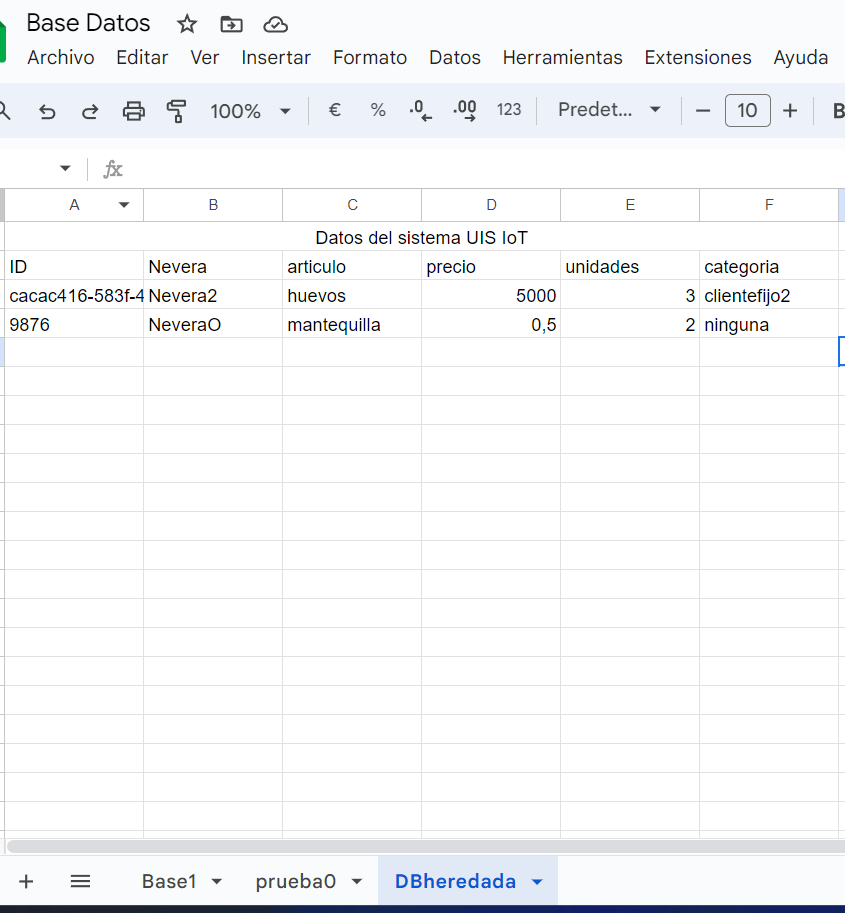 Base Datos
Archivo Editar Ver Insertar Formato Datos Herramientas Extensiones Ayuda
100% € % .0 .00 123 Predet... − 10 + B
fx
A B C D E F
Datos del sistema UIS IoT
ID Nevera articulo precio unidades categoria
cacac416-583f-4 Nevera2 huevos 5000 3 clientefijo2
9876 NeveraO mantequilla 0,5 2 ninguna
+ Base1 prueba0 DBheredada